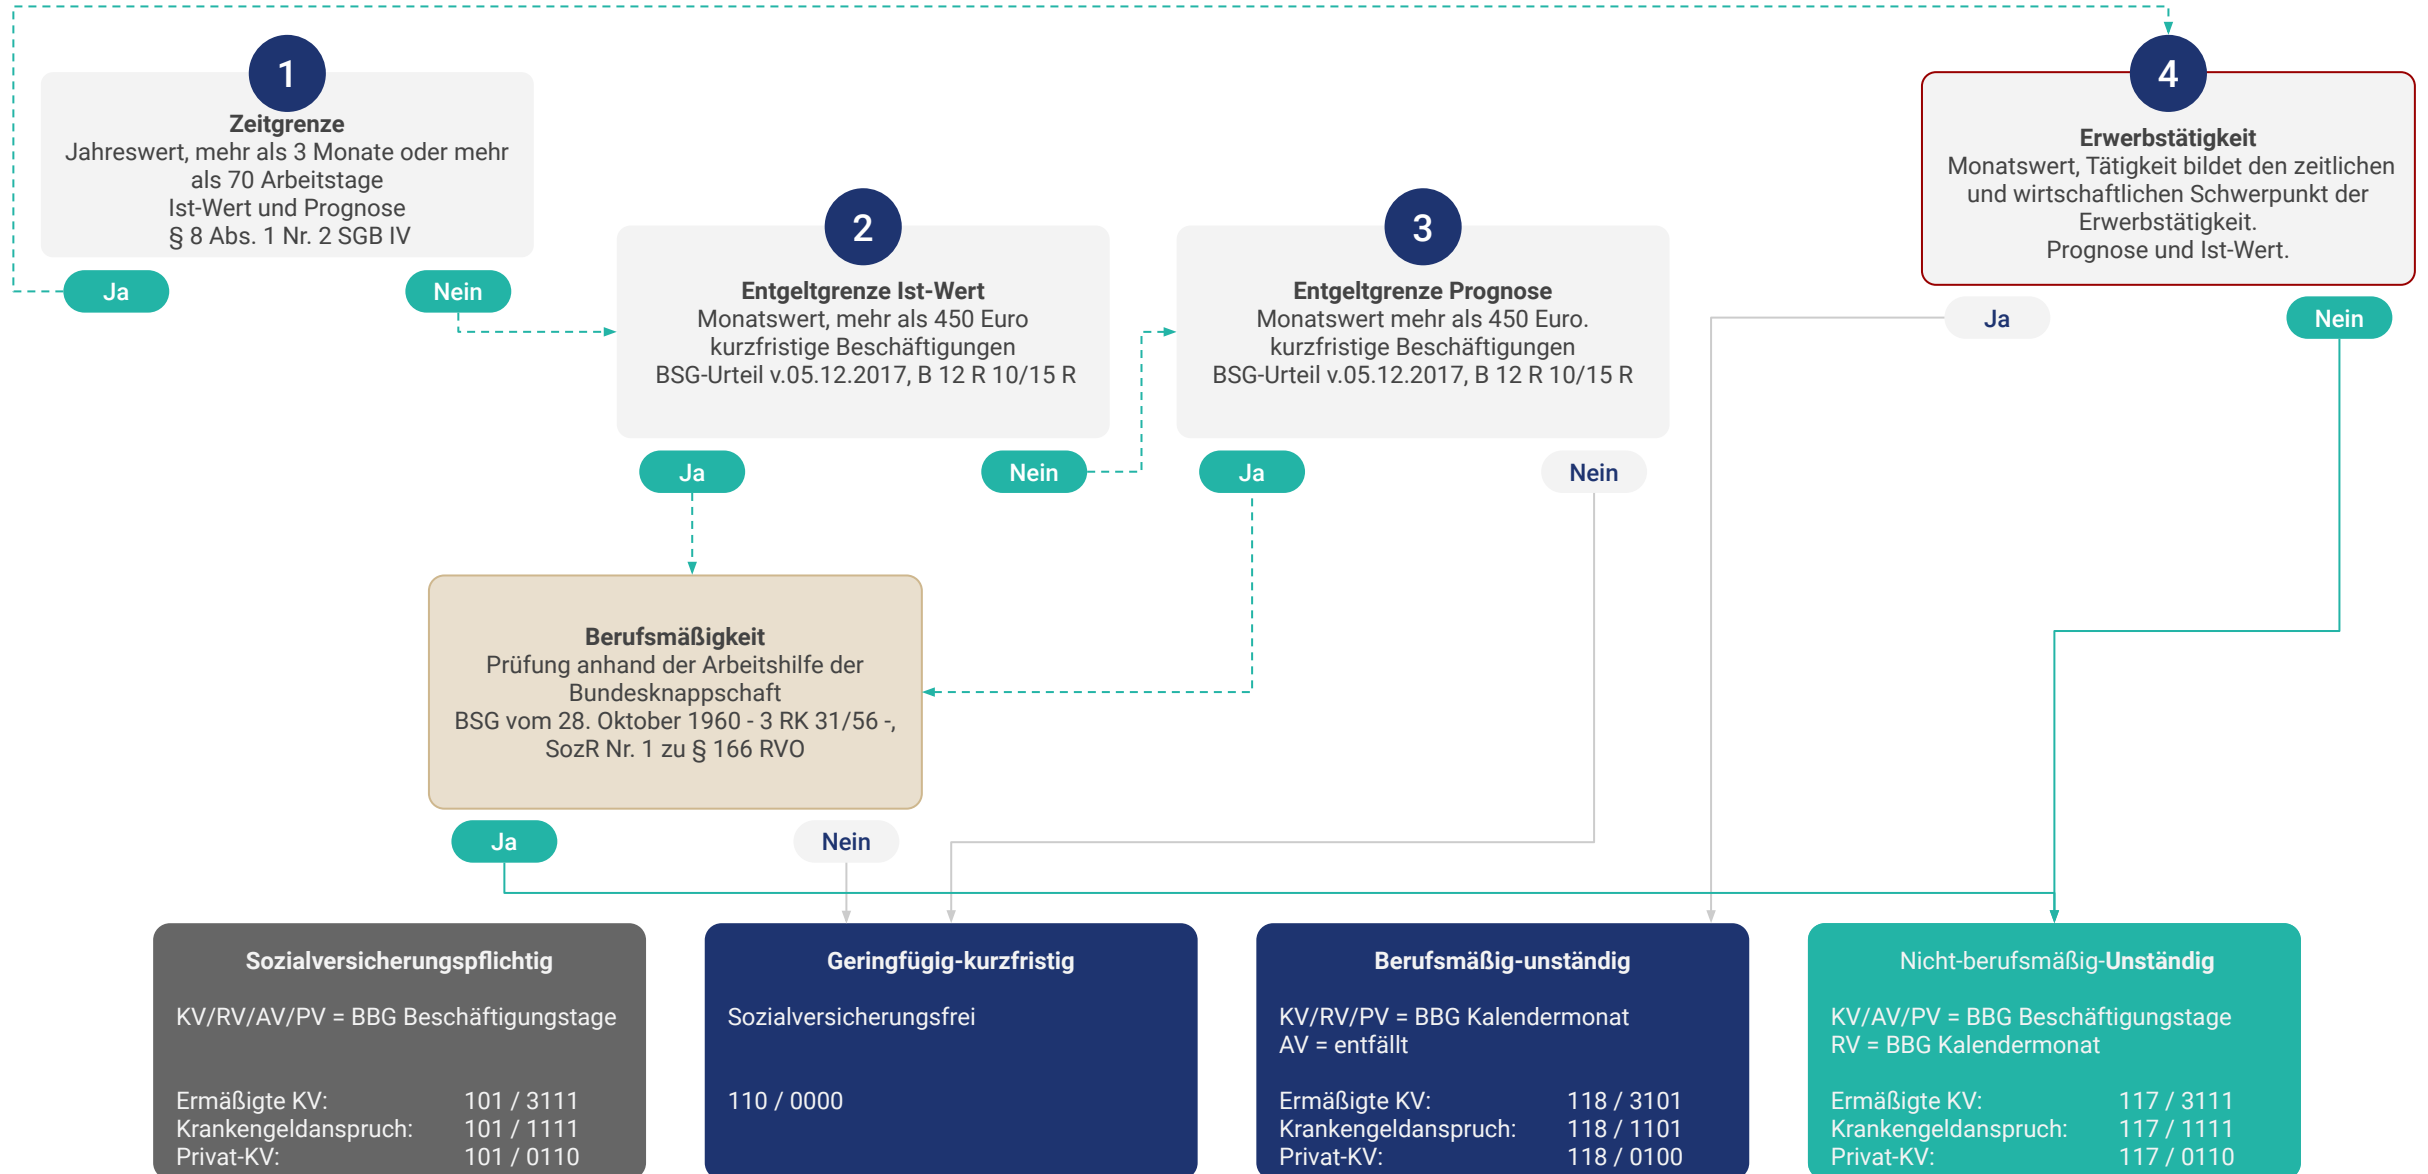 1
Zeitgrenze
Jahreswert, mehr als 3 Monate oder mehr
als 70 Arbeitstage
Ist-Wert und Prognose
§ 8 Abs. 1 Nr. 2 SGB IV
Ja
Nein
2
Entgeltgrenze Ist-Wert
Monatswert, mehr als 450 Euro
kurzfristige Beschäftigungen
BSG-Urteil v.05.12.2017, B 12 R 10/15 R
Ja
Nein
3
Entgeltgrenze Prognose
Monatswert mehr als 450 Euro.
kurzfristige Beschäftigungen
BSG-Urteil v.05.12.2017, B 12 R 10/15 R
Ja
Nein
4
Erwerbstätigkeit
Monatswert, Tätigkeit bildet den zeitlichen
und wirtschaftlichen Schwerpunkt der
Erwerbstätigkeit.
Prognose und Ist-Wert.
Ja
Nein
Berufsmäßigkeit
Prüfung anhand der Arbeitshilfe der
Bundesknappschaft
BSG vom 28. Oktober 1960 - 3 RK 31/56 -,
SozR Nr. 1 zu § 166 RVO
Ja
Nein
Sozialversicherungspflichtig
KV/RV/AV/PV = BBG Beschäftigungstage
Ermäßigte KV: 101 / 3111
Krankengeldanspruch: 101 / 1111
Privat-KV: 101 / 0110
Geringfügig-kurzfristig
Sozialversicherungsfrei
110 / 0000
Berufsmäßig-unständig
KV/RV/PV = BBG Kalendermonat
AV = entfällt
Ermäßigte KV: 118 / 3101
Krankengeldanspruch: 118 / 1101
Privat-KV: 118 / 0100
Nicht-berufsmäßig-Unständig
KV/AV/PV = BBG Beschäftigungstage
RV = BBG Kalendermonat
Ermäßigte KV: 117 / 3111
Krankengeldanspruch: 117 / 1111
Privat-KV: 117 / 0110